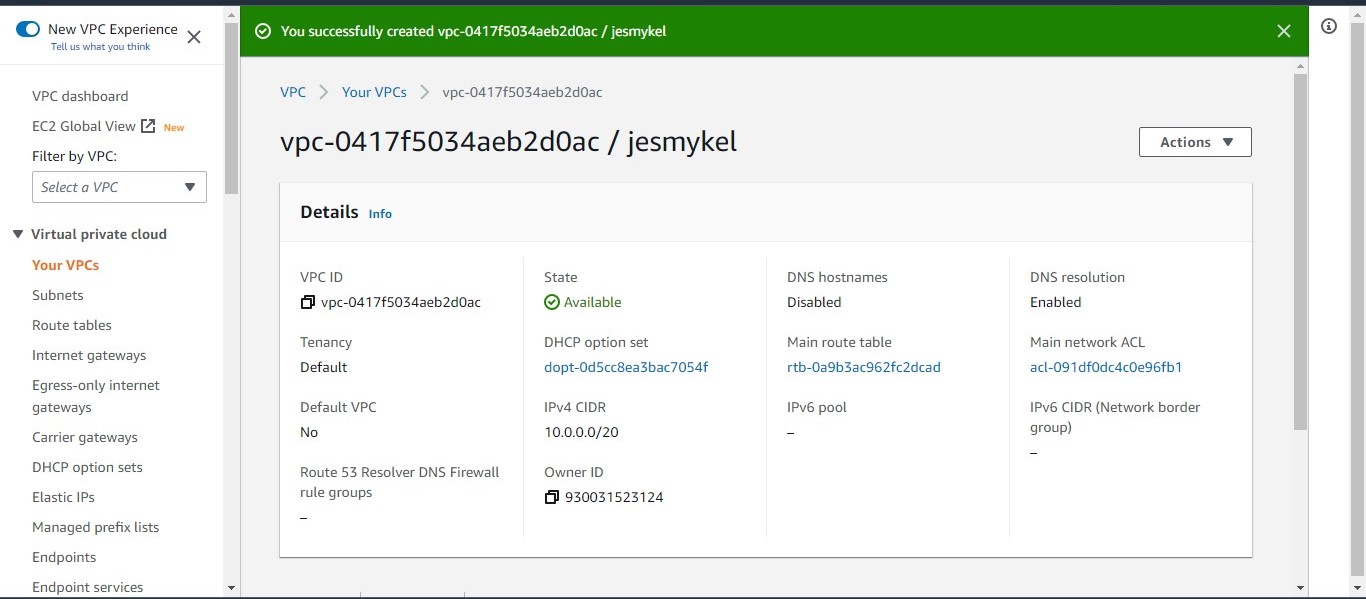 New VPC Experience
Tell us what you think
VPC dashboard
EC2 Global View New
Filter by VPC:
Select a VPC
Virtual private cloud
Your VPCs
Subnets
Route tables
Internet gateways
Egress-only internet
gateways
Carrier gateways
DHCP option sets
Elastic IPs
Managed prefix lists
Endpoints
Endpoint services
You successfully created vpc-0417f5034aeb2d0ac / jesmykel
VPC > Your VPCs > vpc-0417f5034aeb2d0ac
vpc-0417f5034aeb2d0ac / jesmykel
Actions
Details Info
VPC ID
vpc-0417f5034aeb2d0ac
State
Available
DNS hostnames
Disabled
DNS resolution
Enabled
Tenancy
Default
DHCP option set
dopt-0d5cc8ea3bac7054f
Main route table
rtb-0a9b3ac962fc2dcad
Main network ACL
acl-091df0dc4c0e96fb1
Default VPC
No
IPv4 CIDR
10.0.0.0/20
IPv6 pool
–
IPv6 CIDR (Network border
group)
–
Route 53 Resolver DNS Firewall
rule groups
–
Owner ID
930031523124